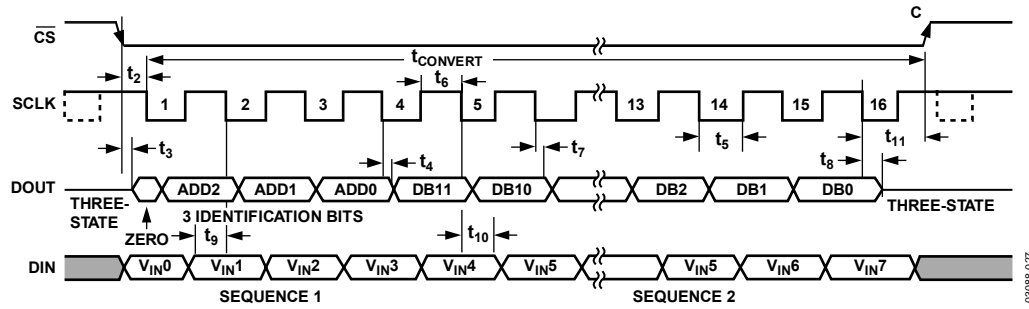 C
CS
tCONVERT
t2
t6
SCLK
1 2 3 4 5 13 14 15 16
t3 t4 t7 t5 t8 t11
DOUT
ADD2 ADD1 ADD0 DB11 DB10 DB2 DB1 DB0
THREE-
STATE
THREE-STATE
3 IDENTIFICATION BITS
ZERO
t9
t10
DIN
VIN0 VIN1 VIN2 VIN3 VIN4 VIN5 VIN5 VIN6 VIN7
SEQUENCE 1
SEQUENCE 2
03088-027